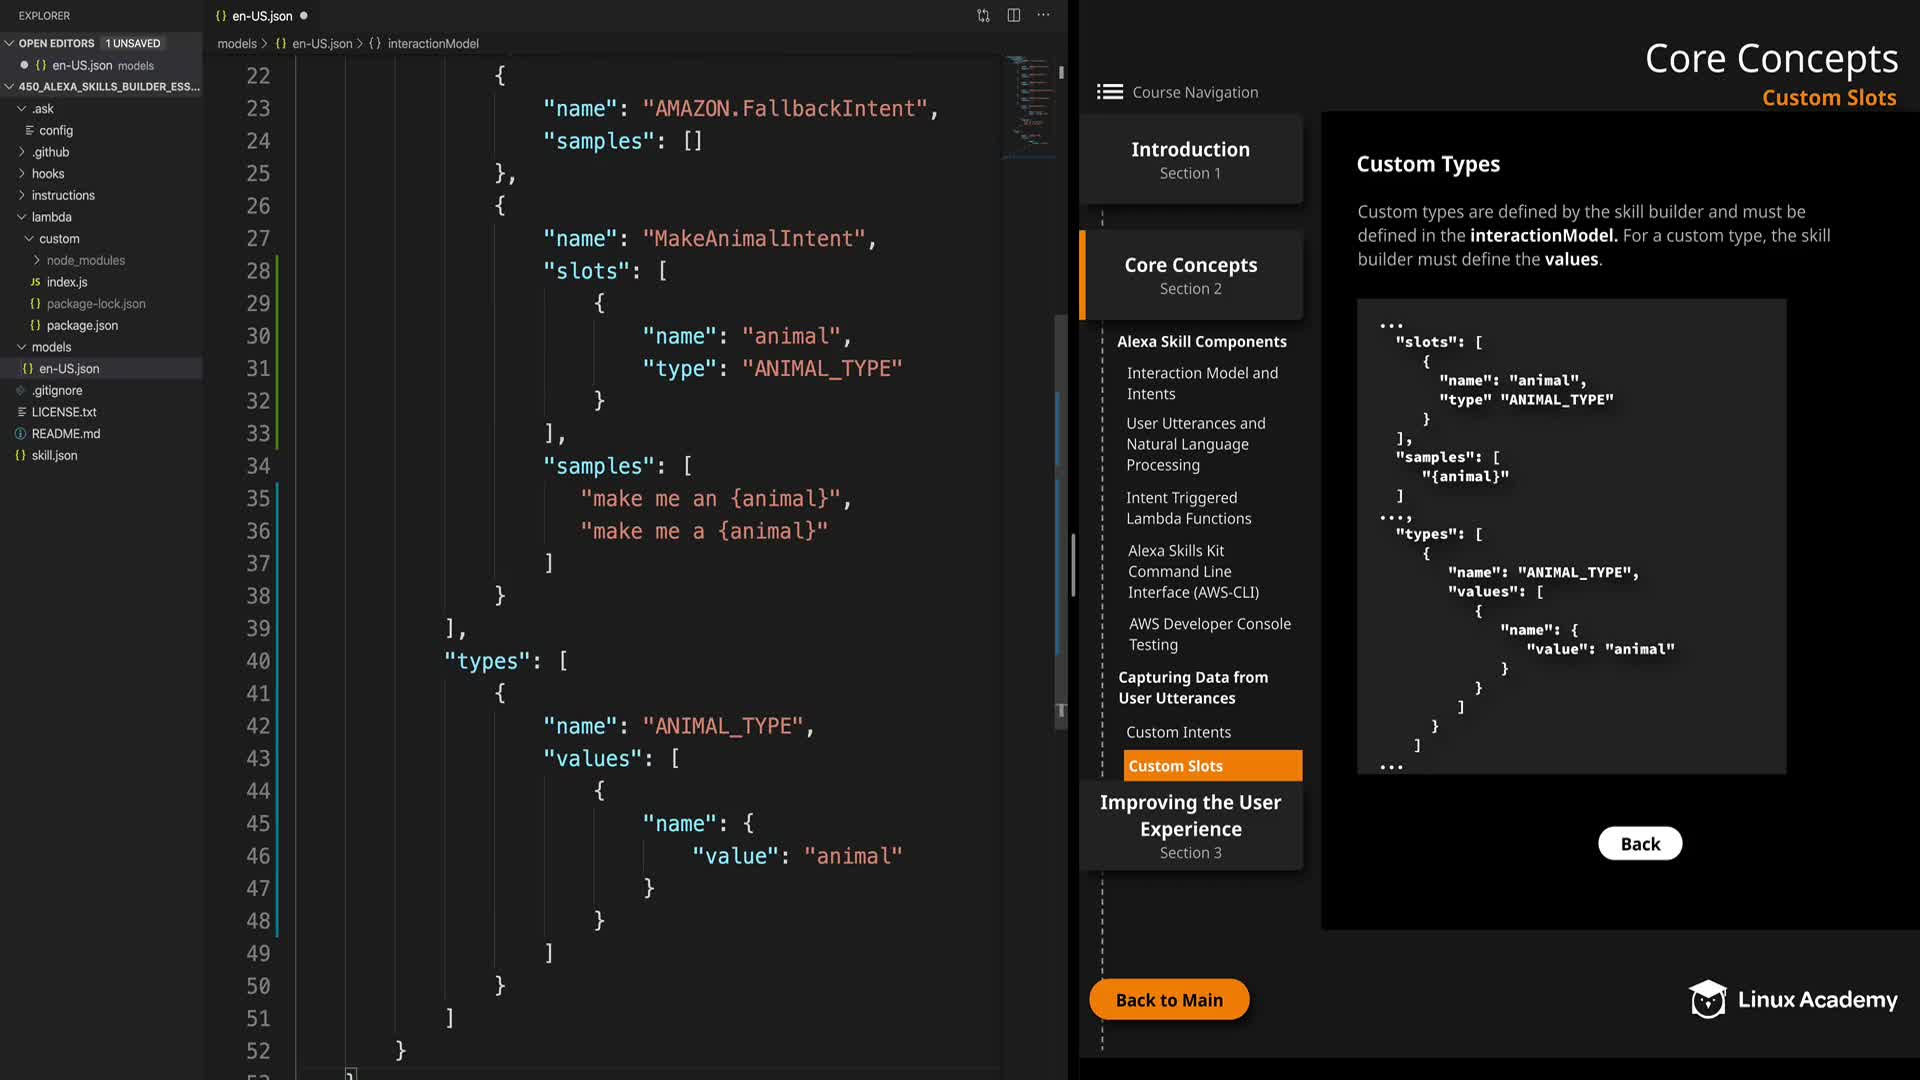 EXPLORER
OPEN EDITORS 1 UNSAVED
{} en-US.json models
450_ALEXA_SKILLS_BUILDER_ESS...
.ask
config
.github
hooks
instructions
lambda
custom
node_modules
JS index.js
{} package-lock.json
{} package.json
models
{} en-US.json
.gitignore
LICENSE.txt
README.md
{} skill.json
{} en-US.json
models > {} en-US.json > {} interactionModel
22 {
23 "name": "AMAZON.FallbackIntent",
24 "samples": []
25 },
26 {
27 "name": "MakeAnimalIntent",
28 "slots": [
29 {
30 "name": "animal",
31 "type": "ANIMAL_TYPE"
32 }
33 ],
34 "samples": [
35 "make me an {animal}",
36 "make me a {animal}"
37 ]
38 }
39 ],
40 "types": [
41 {
42 "name": "ANIMAL_TYPE",
43 "values": [
44 {
45 "name": {
46 "value": "animal"
47 }
48 }
49 ]
50 }
51 ]
52 }
Core Concepts
Custom Slots
Course Navigation
Introduction
Section 1
Core Concepts
Section 2
Alexa Skill Components
Interaction Model and
Intents
User Utterances and
Natural Language
Processing
Intent Triggered
Lambda Functions
Alexa Skills Kit
Command Line
Interface (AWS-CLI)
AWS Developer Console
Testing
Capturing Data from
User Utterances
Custom Intents
Custom Slots
Improving the User
Experience
Section 3
Back to Main
Custom Types
Custom types are defined by the skill builder and must be
defined in the interactionModel. For a custom type, the skill
builder must define the values.
...
"slots": [
{
"name": "animal",
"type" "ANIMAL_TYPE"
}
],
"samples": [
"{animal}"
]
...,
"types": [
{
"name": "ANIMAL_TYPE",
"values": [
{
"name": {
"value": "animal"
}
}
]
}
]
...
Back
Linux Academy